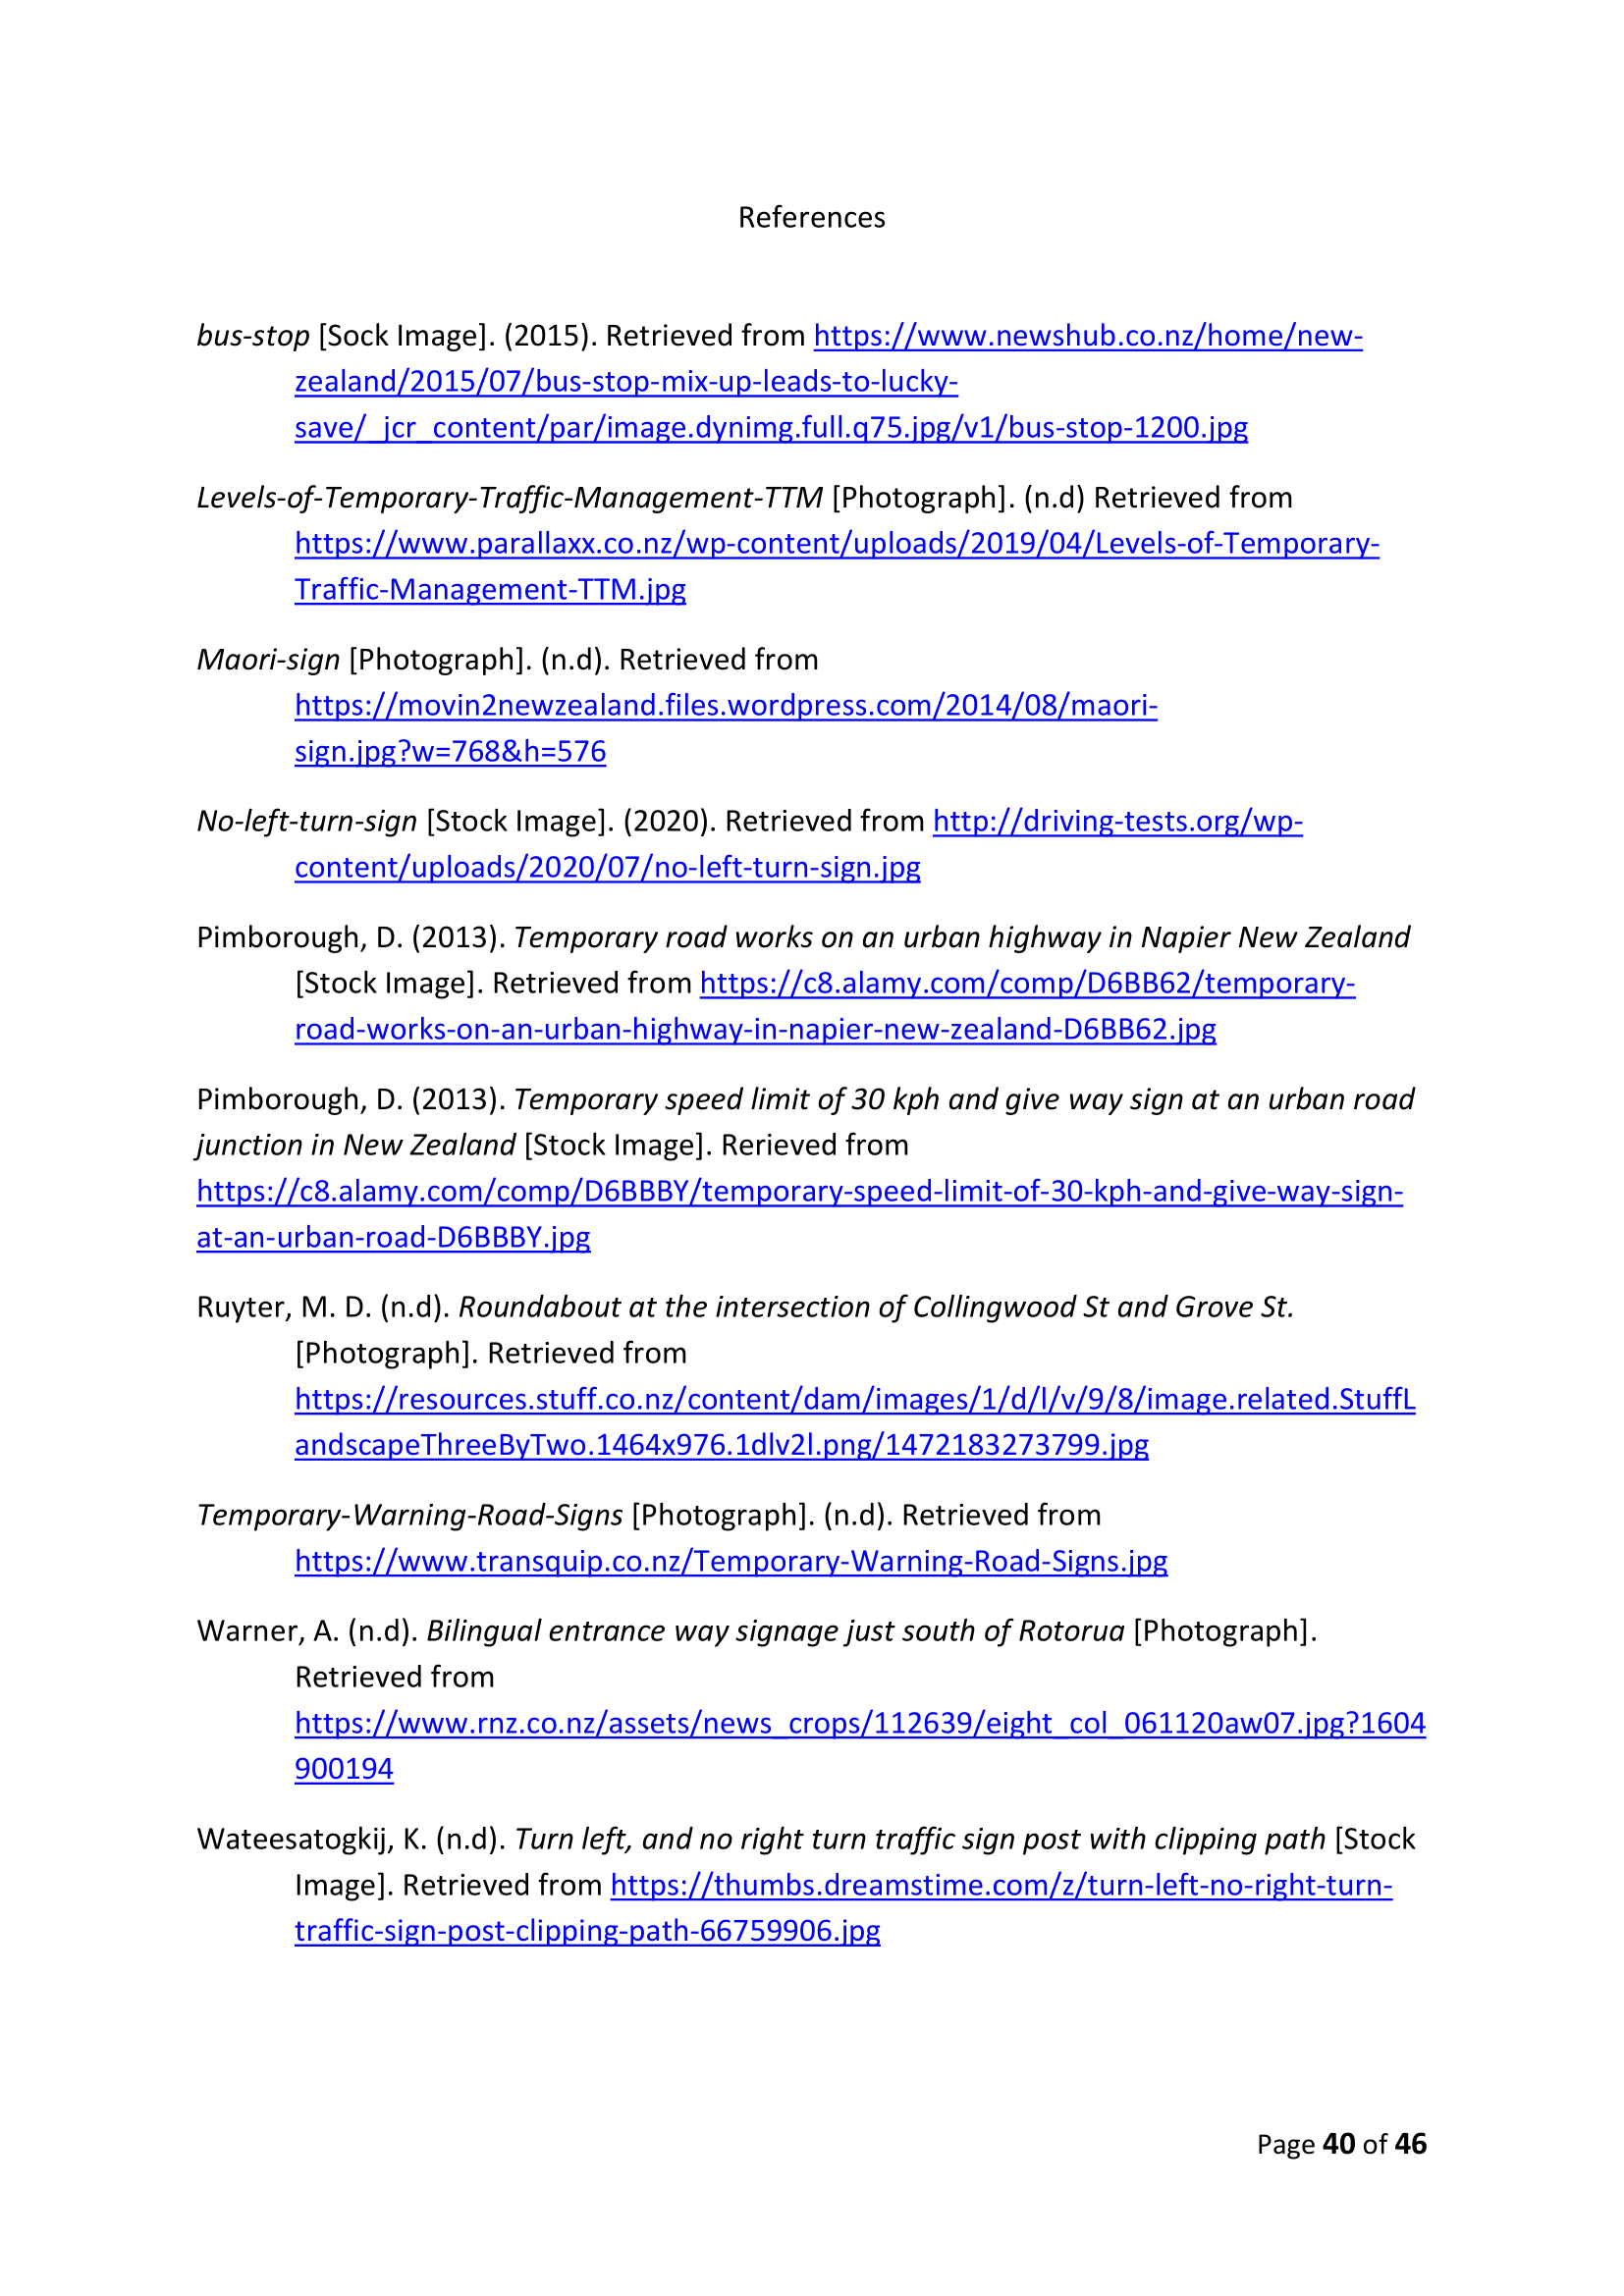 References
bus-stop [Sock Image]. (2015). Retrieved from https://www.newshub.co.nz/home/new-
zealand/2015/07/bus-stop-mix-up-leads-to-lucky-
save/_jcr_content/par/image.dynimg.full.q75.jpg/v1/bus-stop-1200.jpg
Levels-of-Temporary-Traffic-Management-TTM [Photograph]. (n.d) Retrieved from
https://www.parallaxx.co.nz/wp-content/uploads/2019/04/Levels-of-Temporary-
Traffic-Management-TTM.jpg
Maori-sign [Photograph]. (n.d). Retrieved from
https://movin2newzealand.files.wordpress.com/2014/08/maori-
sign.jpg?w=768&h=576
No-left-turn-sign [Stock Image]. (2020). Retrieved from http://driving-tests.org/wp-
content/uploads/2020/07/no-left-turn-sign.jpg
Pimborough, D. (2013). Temporary road works on an urban highway in Napier New Zealand
[Stock Image]. Retrieved from https://c8.alamy.com/comp/D6BB62/temporary-
road-works-on-an-urban-highway-in-napier-new-zealand-D6BB62.jpg
Pimborough, D. (2013). Temporary speed limit of 30 kph and give way sign at an urban road
junction in New Zealand [Stock Image]. Rerieved from
https://c8.alamy.com/comp/D6BBBY/temporary-speed-limit-of-30-kph-and-give-way-sign-
at-an-urban-road-D6BBBY.jpg
Ruyter, M. D. (n.d). Roundabout at the intersection of Collingwood St and Grove St.
[Photograph]. Retrieved from
https://resources.stuff.co.nz/content/dam/images/1/d/l/v/9/8/image.related.StuffL
andscapeThreeByTwo.1464x976.1dlv2l.png/1472183273799.jpg
Temporary-Warning-Road-Signs [Photograph]. (n.d). Retrieved from
https://www.transquip.co.nz/Temporary-Warning-Road-Signs.jpg
Warner, A. (n.d). Bilingual entrance way signage just south of Rotorua [Photograph].
Retrieved from
https://www.rnz.co.nz/assets/news_crops/112639/eight_col_061120aw07.jpg?1604
900194
Wateesatogkij, K. (n.d). Turn left, and no right turn traffic sign post with clipping path [Stock
Image]. Retrieved from https://thumbs.dreamstime.com/z/turn-left-no-right-turn-
traffic-sign-post-clipping-path-66759906.jpg
Page 40 of 46